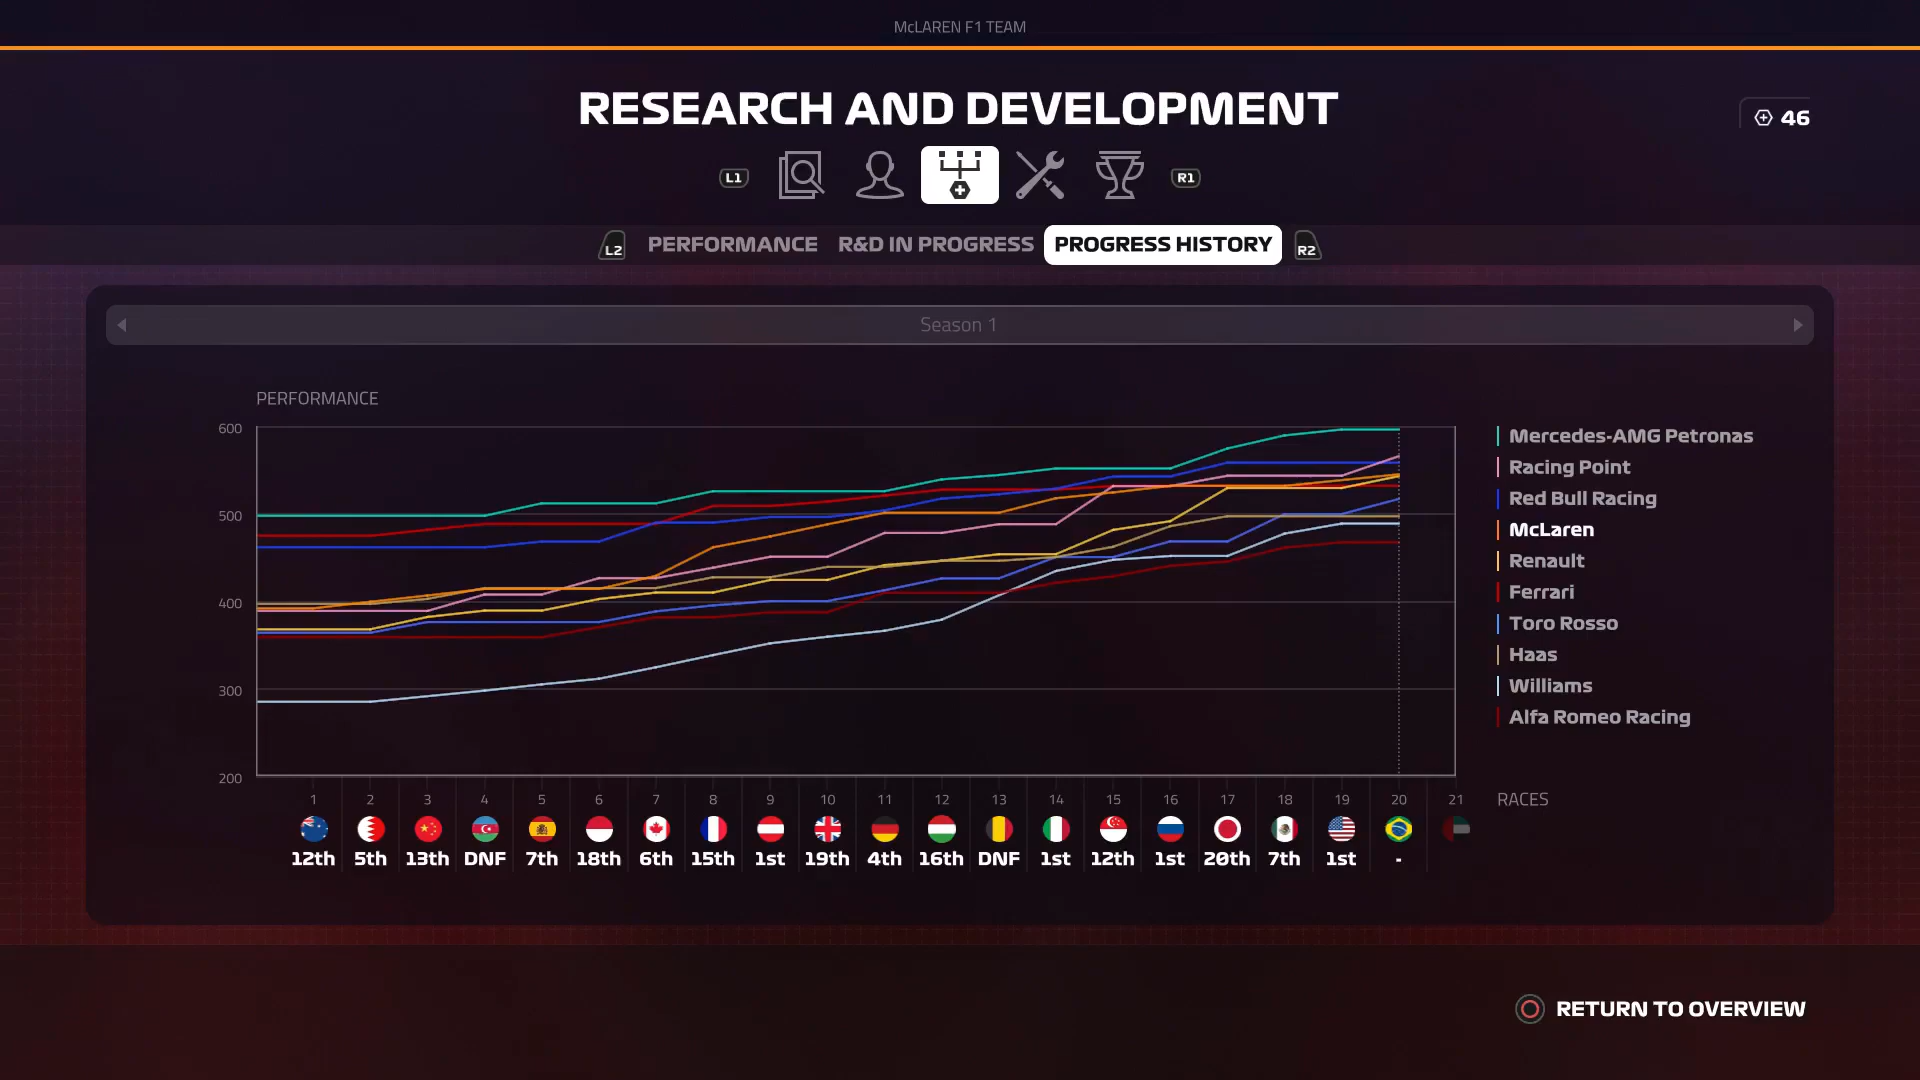 McLAREN F1 TEAM
RESEARCH AND DEVELOPMENT
46
L1 R1
L2 PERFORMANCE R&D IN PROGRESS PROGRESS HISTORY R2
Season 1
PERFORMANCE
600
500
400
300
200
Mercedes-AMG Petronas
Racing Point
Red Bull Racing
McLaren
Renault
Ferrari
Toro Rosso
Haas
Williams
Alfa Romeo Racing
1 2 3 4 5 6 7 8 9 10 11 12 13 14 15 16 17 18 19 20 21 RACES
12th 5th 13th DNF 7th 18th 6th 15th 1st 19th 4th 16th DNF 1st 12th 1st 20th 7th 1st -
RETURN TO OVERVIEW